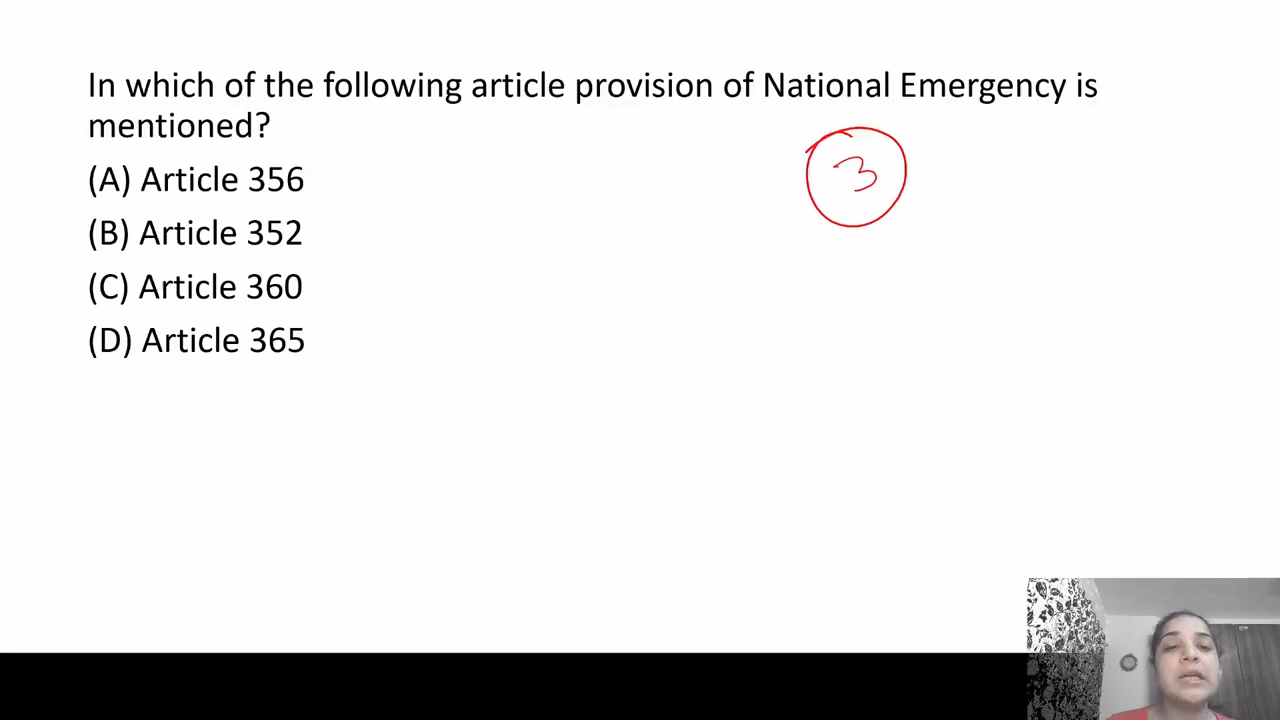 In which of the following article provision of National Emergency is
mentioned?
3
(A) Article 356
(B) Article 352
(C) Article 360
(D) Article 365